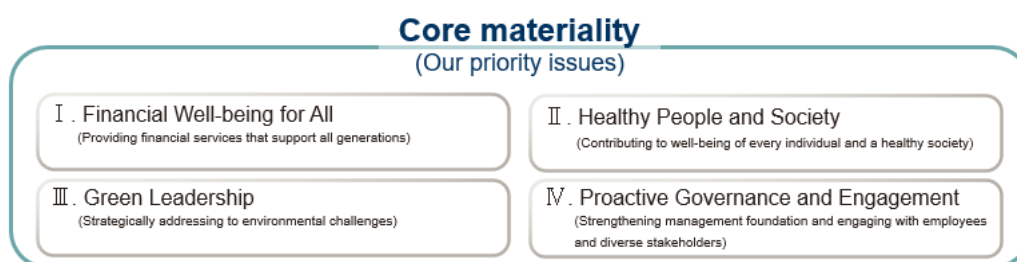 Core materiality
(Our priority issues)
Ⅰ. Financial Well-being for All
(Providing financial services that support all generations)
Ⅱ. Healthy People and Society
(Contributing to well-being of every individual and a healthy society)
Ⅲ. Green Leadership
(Strategically addressing to environmental challenges)
Ⅳ. Proactive Governance and Engagement
(Strengthening management foundation and engaging with employees
and diverse stakeholders)